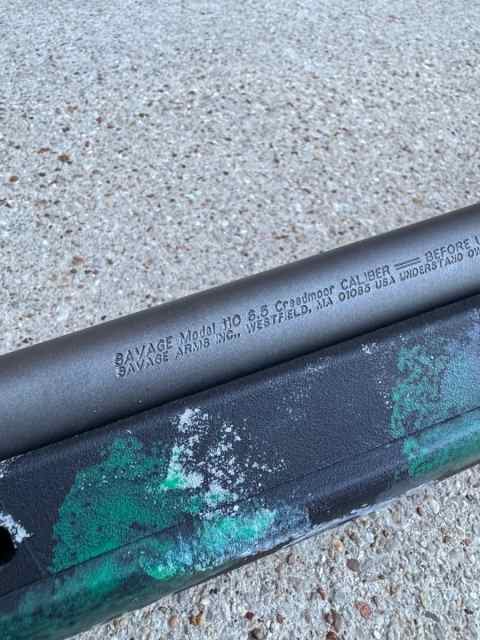 SAVAGE Model 110 6.5 Creedmoor CALIBER == BEFORE
SAVAGE ARMS INC., WESTFIELD, MA 01085 USA UNDERSTAND